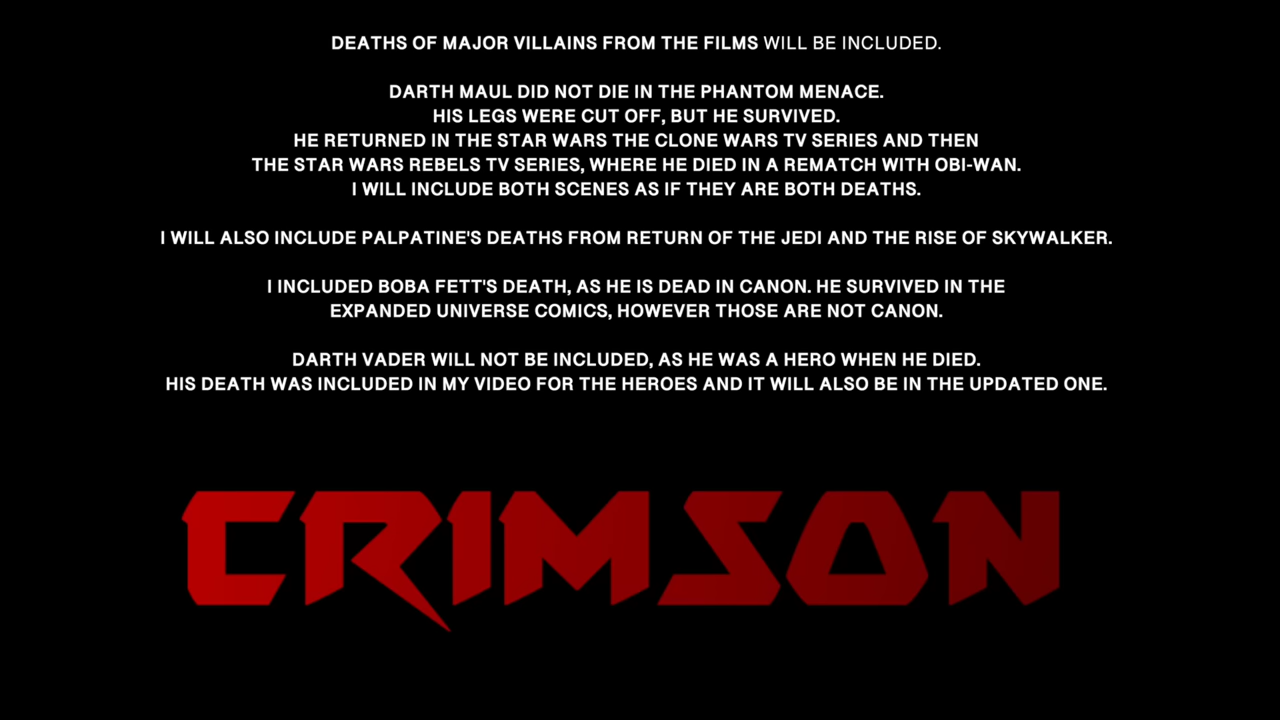 DEATHS OF MAJOR VILLAINS FROM THE FILMS WILL BE INCLUDED.
DARTH MAUL DID NOT DIE IN THE PHANTOM MENACE.
HIS LEGS WERE CUT OFF, BUT HE SURVIVED.
HE RETURNED IN THE STAR WARS THE CLONE WARS TV SERIES AND THEN
THE STAR WARS REBELS TV SERIES, WHERE HE DIED IN A REMATCH WITH OBI-WAN.
I WILL INCLUDE BOTH SCENES AS IF THEY ARE BOTH DEATHS.
I WILL ALSO INCLUDE PALPATINE'S DEATHS FROM RETURN OF THE JEDI AND THE RISE OF SKYWALKER.
I INCLUDED BOBA FETT'S DEATH, AS HE IS DEAD IN CANON. HE SURVIVED IN THE
EXPANDED UNIVERSE COMICS, HOWEVER THOSE ARE NOT CANON.
DARTH VADER WILL NOT BE INCLUDED, AS HE WAS A HERO WHEN HE DIED.
HIS DEATH WAS INCLUDED IN MY VIDEO FOR THE HEROES AND IT WILL ALSO BE IN THE UPDATED ONE.
CRIMSON